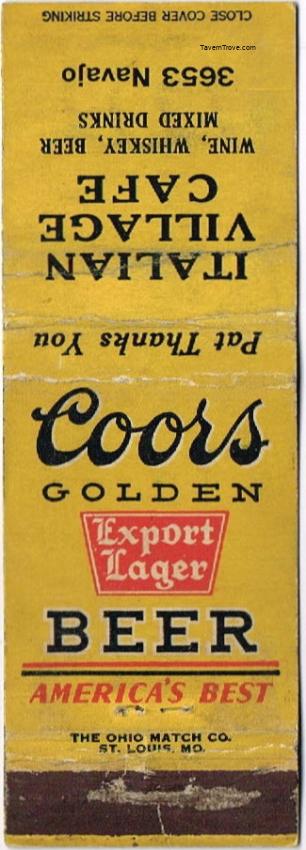 CLOSE COVER BEFORE STRIKING
TavernTrove.com
3653 Navajo
WINE, WHISKEY, BEER
MIXED DRINKS
ITALIAN
VILLAGE
CAFE
Pat Thanks You
Coors
GOLDEN
Export
Lager
BEER
AMERICA'S BEST
THE OHIO MATCH CO.
ST. LOUIS, MO.